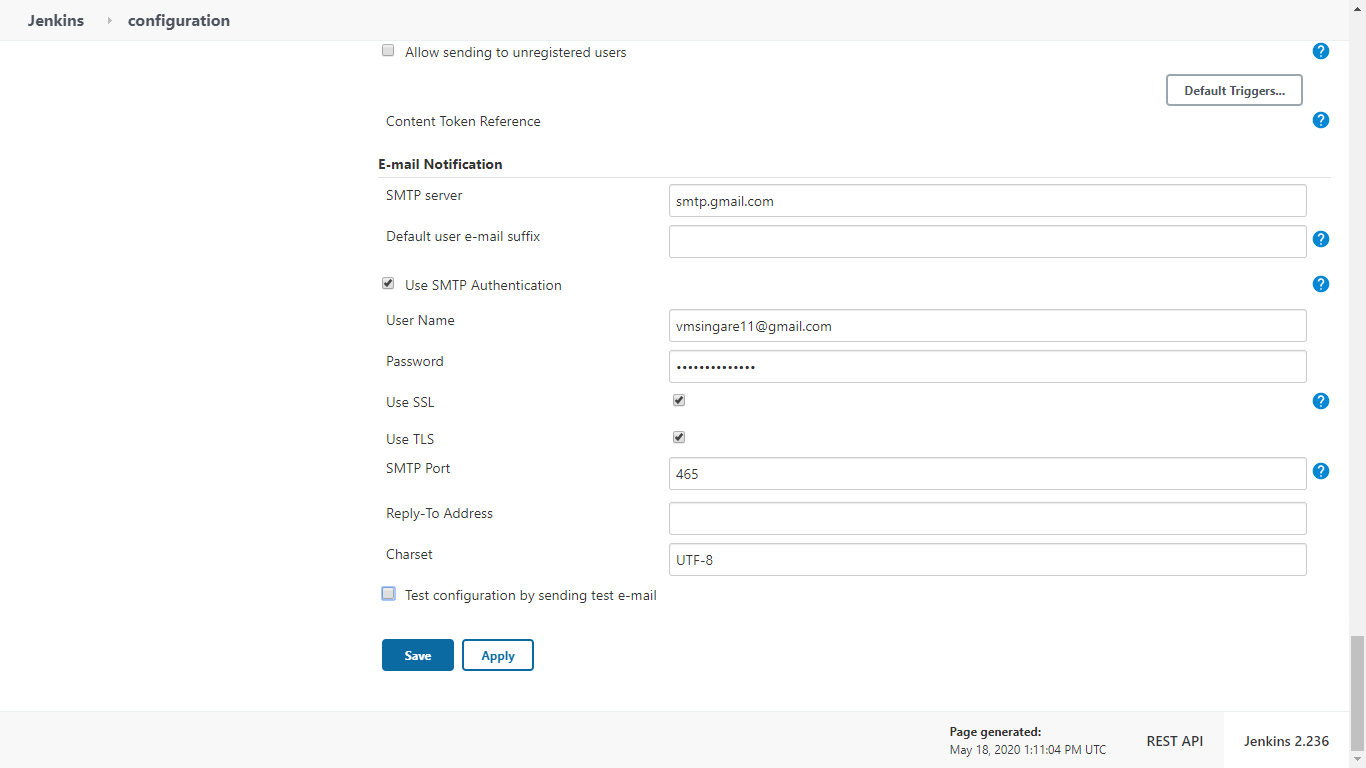 Jenkins configuration
Allow sending to unregistered users
Default Triggers...
Content Token Reference
E-mail Notification
SMTP server
smtp.gmail.com
Default user e-mail suffix
Use SMTP Authentication
User Name
vmsingare11@gmail.com
Password
••••••••••••••
Use SSL
Use TLS
SMTP Port
465
Reply-To Address
Charset
UTF-8
Test configuration by sending test e-mail
Save Apply
Page generated:
May 18, 2020 1:11:04 PM UTC
REST API
Jenkins 2.236